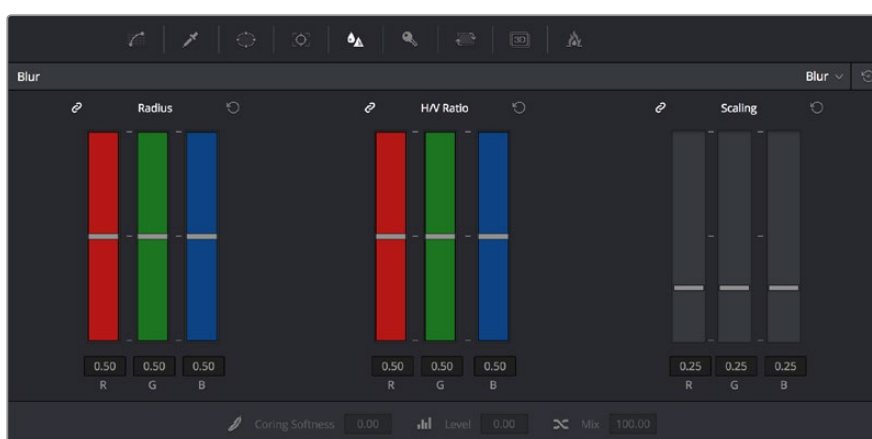 3D
Blur Blur
Radius H/V Ratio Scaling
0.50 0.50 0.50 0.50 0.50 0.50 0.25 0.25 0.25
R G B R G B R G B
Coring Softness 0.00 Level 0.00 Mix 100.00